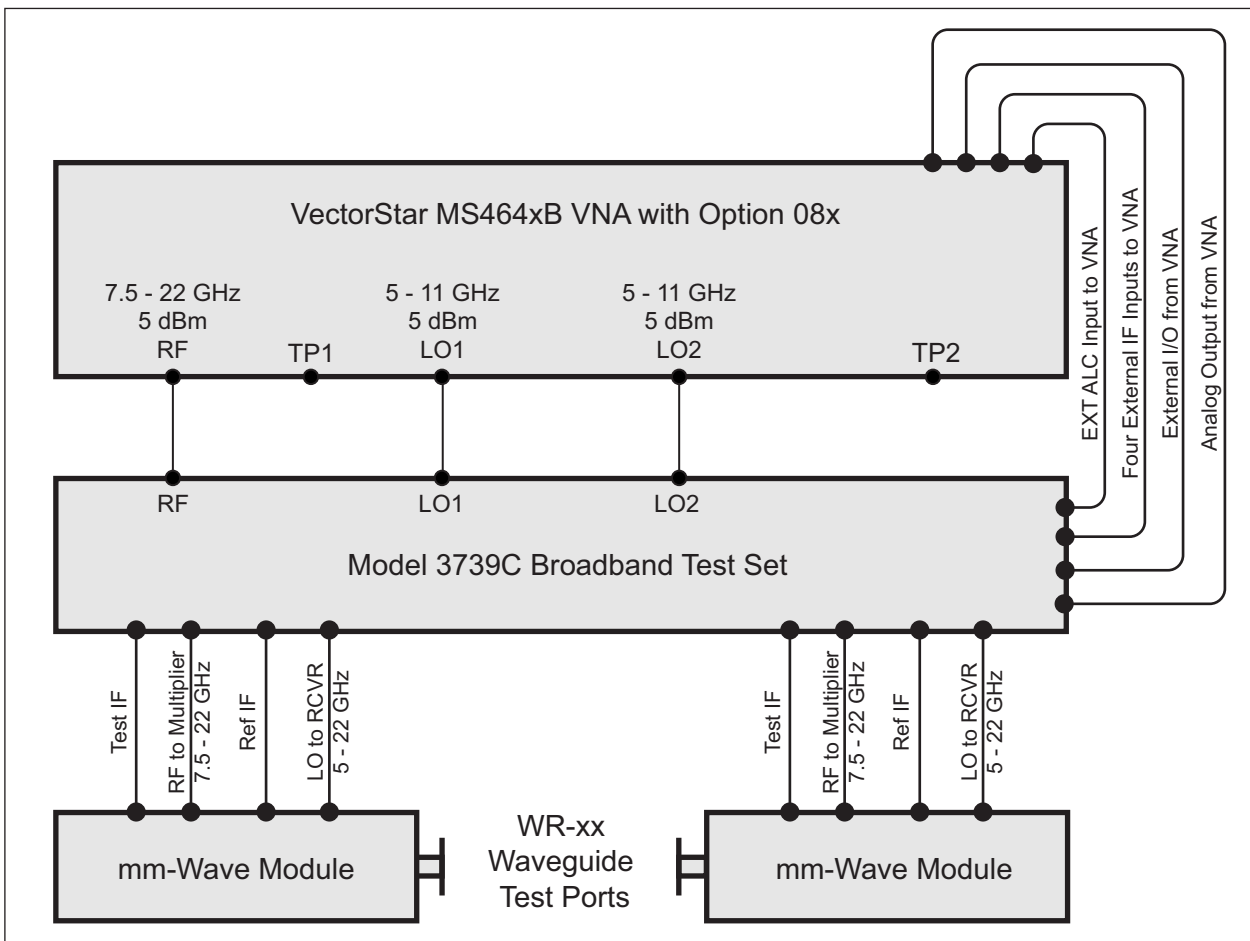 VectorStar MS464xB VNA with Option 08x
7.5 - 22 GHz
5 dBm
RF
TP1
5 - 11 GHz
5 dBm
LO1
5 - 11 GHz
5 dBm
LO2
TP2
EXT ALC Input to VNA
Four External IF Inputs to VNA
External I/O from VNA
Analog Output from VNA
RF
LO1
LO2
Model 3739C Broadband Test Set
Test IF
RF to Multiplier
7.5 - 22 GHz
Ref IF
LO to RCVR
5 - 22 GHz
Test IF
RF to Multiplier
7.5 - 22 GHz
Ref IF
LO to RCVR
5 - 22 GHz
mm-Wave Module
WR-xx
Waveguide
Test Ports
mm-Wave Module